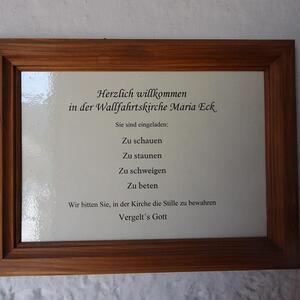 Herzlich willkommen
in der Wallfahrtskirche Maria Eck
Sie sind eingeladen:
Zu schauen
Zu staunen
Zu schweigen
Zu beten
Wir bitten Sie, in der Kirche die Stille zu bewahren
Vergelt´s Gott